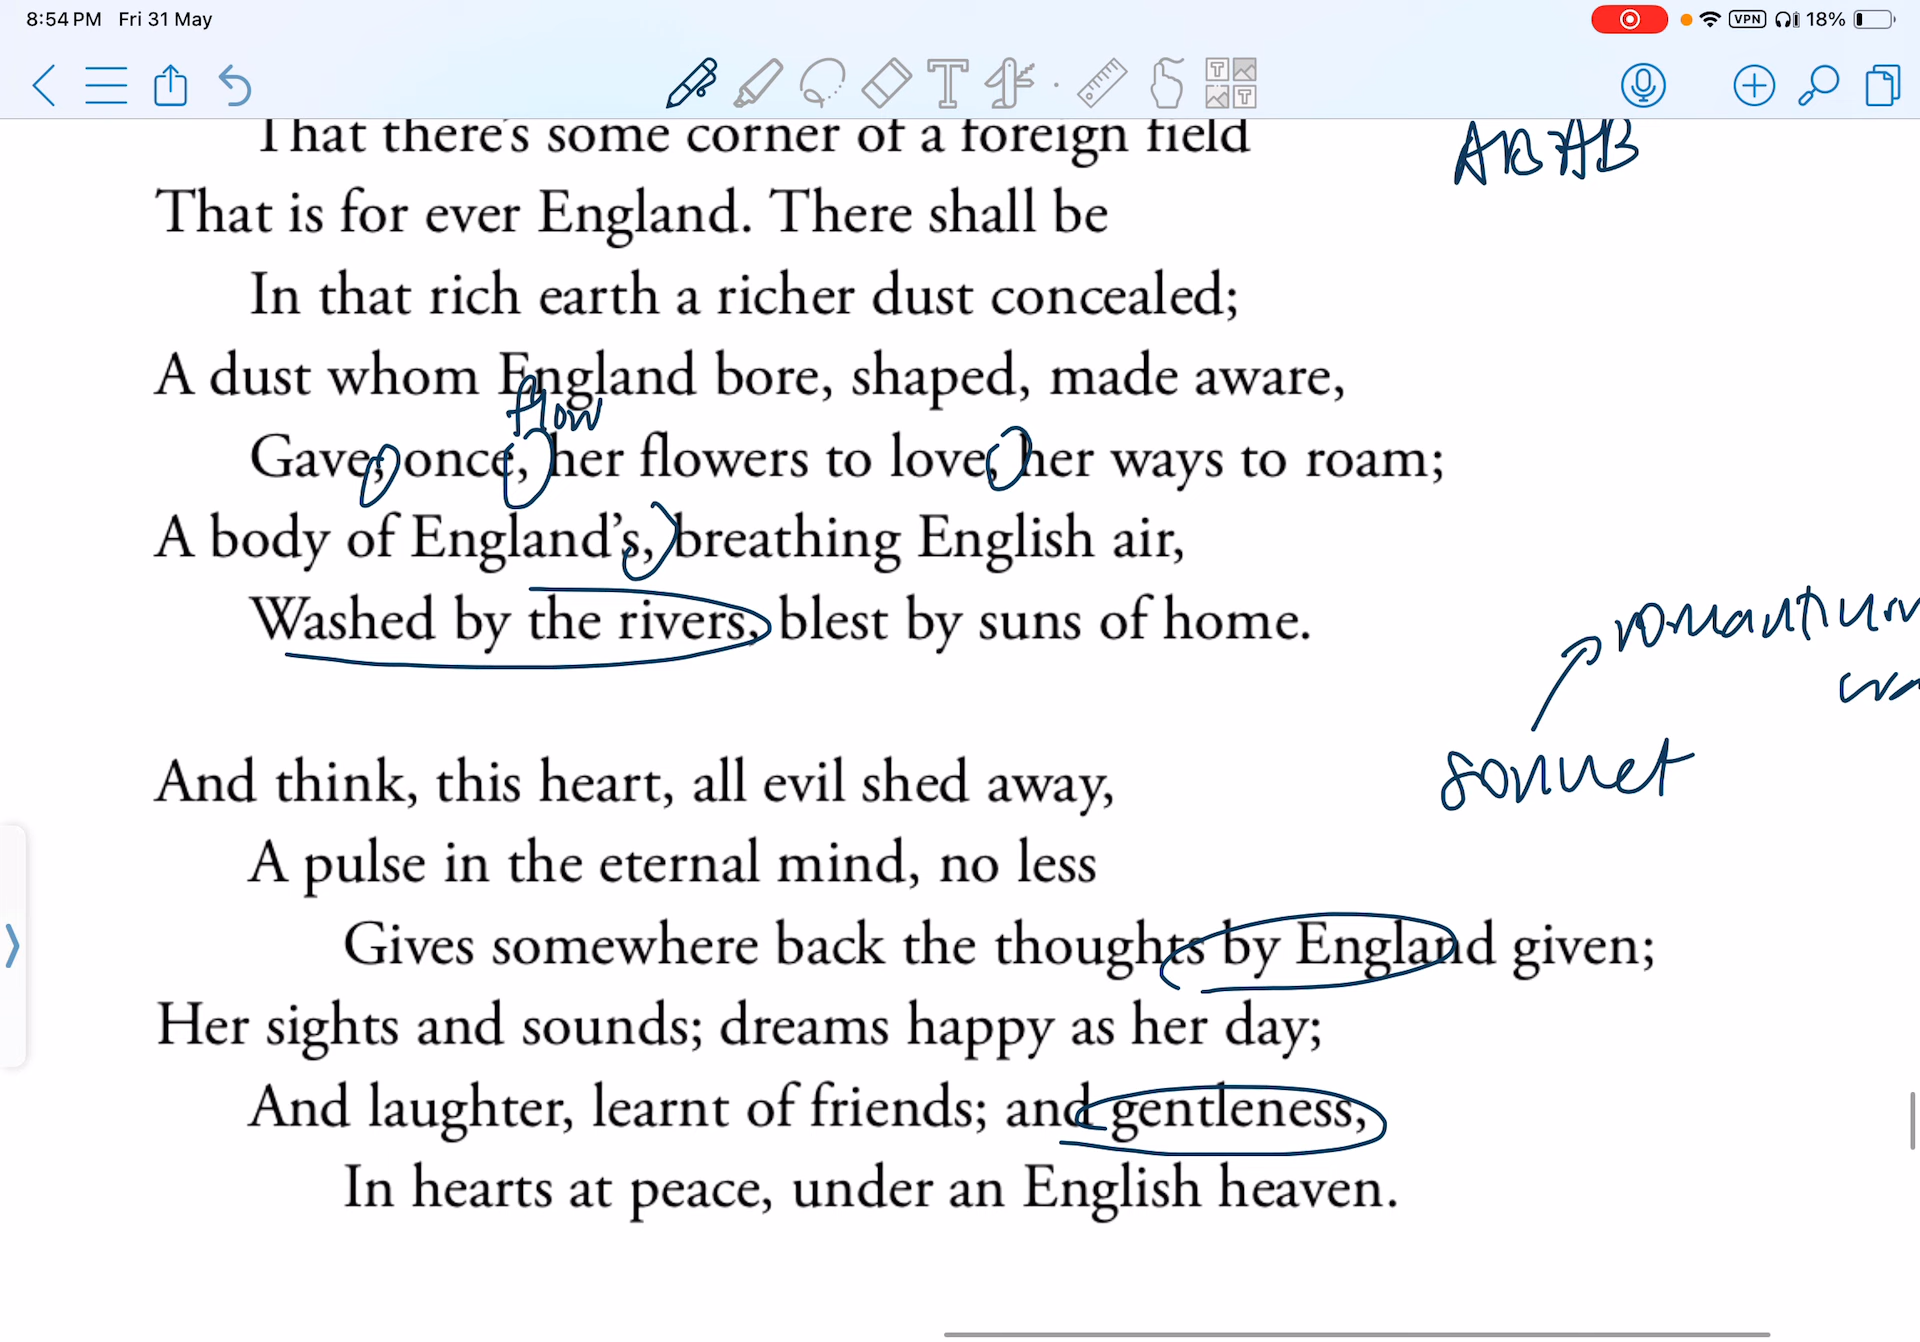 8:54 PM Fri 31 May
VPN 18%
That there's some corner of a foreign field
ABAB
That is for ever England. There shall be
In that rich earth a richer dust concealed;
A dust whom England bore, shaped, made aware,
flow
Gave, once, her flowers to love, her ways to roam;
A body of England’s, breathing English air,
Washed by the rivers, blest by suns of home.
sonnet
And think, this heart, all evil shed away,
A pulse in the eternal mind, no less
Gives somewhere back the thoughts by England given;
Her sights and sounds; dreams happy as her day;
And laughter, learnt of friends; and gentleness,
In hearts at peace, under an English heaven.